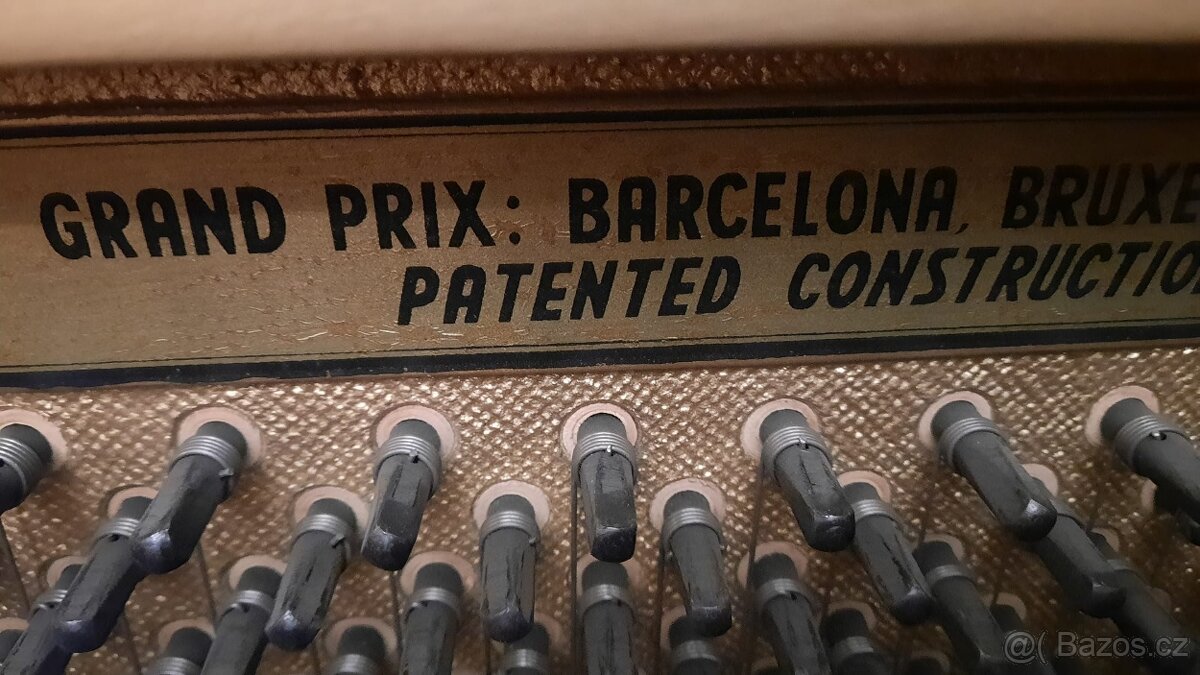 GRAND PRIX: BARCELONA, BRUXE
PATENTED CONSTRUCTIO
@( Bazos.cz